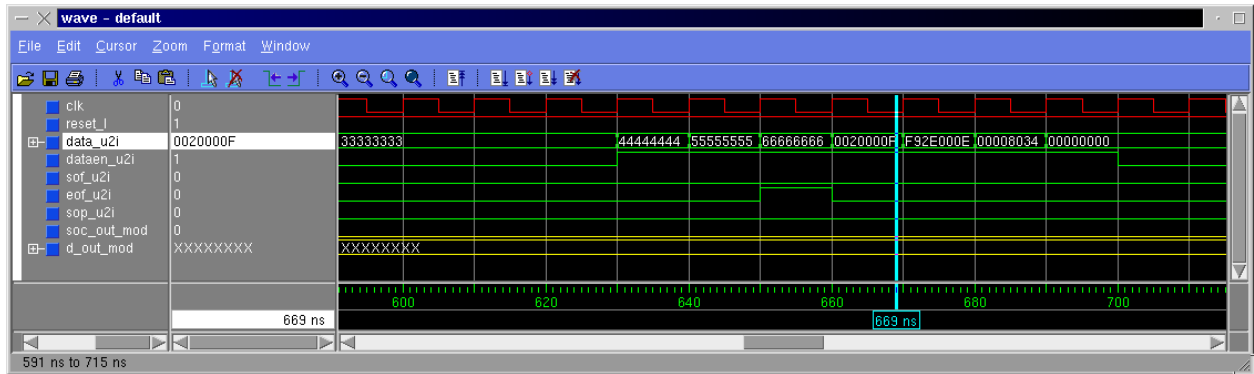 wave - default
File Edit Cursor Zoom Format Window
clk 0
reset_l 1
data_u2i 0020000F 33333333 44444444 55555555 66666666 0020000F F92E000E 00008034 00000000
dataen_u2i 1
sof_u2i 0
eof_u2i 0
sop_u2i 0
soc_out_mod 0
d_out_mod XXXXXXXX XXXXXXXX
600 620 640 660 680 700
669 ns 669 ns
591 ns to 715 ns